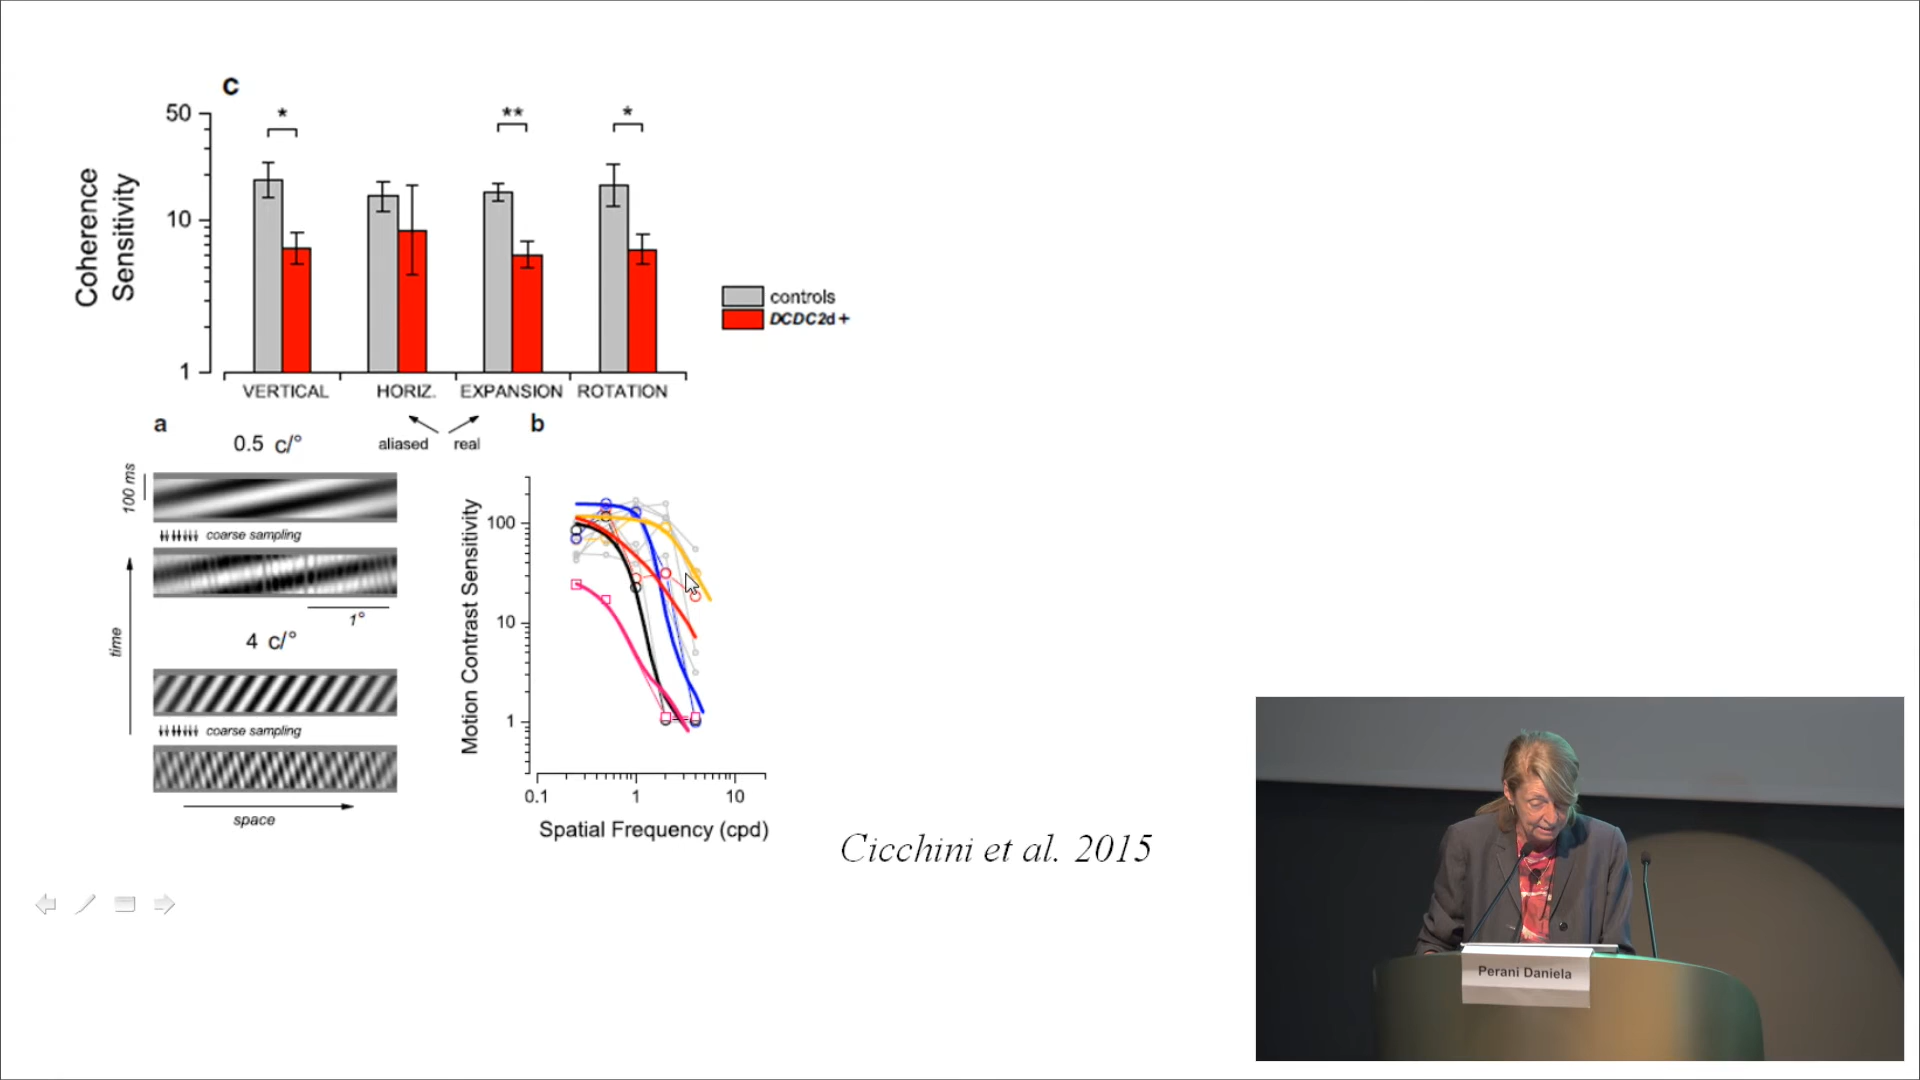 c
50
10
1
Coherence
Sensitivity
*
**
*
controls
DCDC2d+
VERTICAL
HORIZ.
EXPANSION
ROTATION
aliased
real
a
0.5 c/°
100 ms
coarse sampling
1°
time
4 c/°
coarse sampling
space
b
Motion Contrast Sensitivity
100
10
1
0.1
1
10
Spatial Frequency (cpd)
Cicchini et al. 2015
Perani Daniela